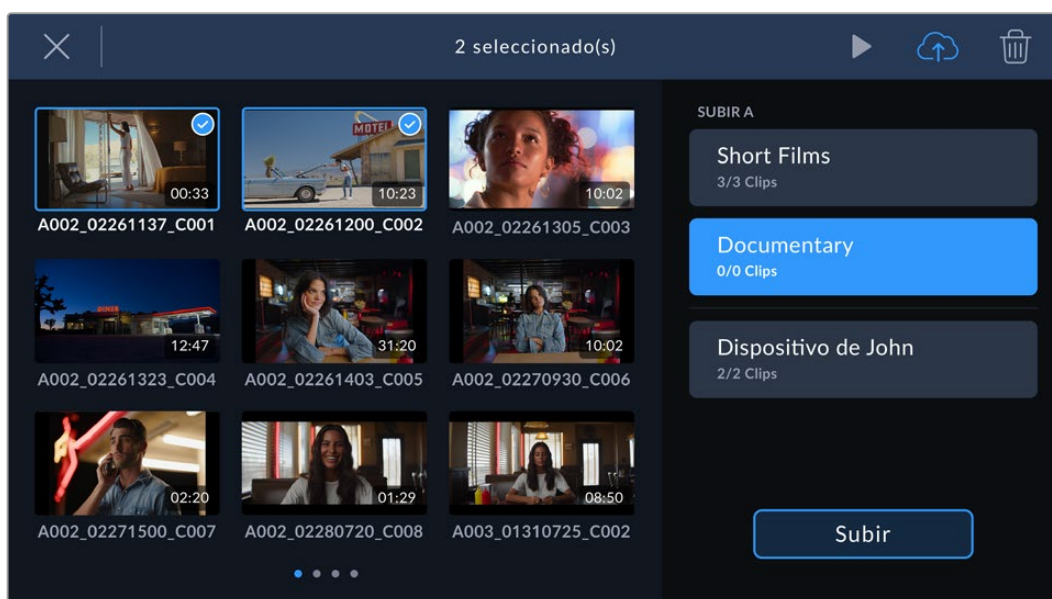 2 seleccionado(s)
SUBIR A
MOTEL
00:33
10:23
10:02
A002_02261137_C001
A002_02261200_C002
A002_02261305_C003
DINER
12:47
31:20
10:02
A002_02261323_C004
A002_02261403_C005
A002_02270930_C006
02:20
01:29
08:50
A002_02271500_C007
A002_02280720_C008
A003_01310725_C002
Short Films
3/3 Clips
Documentary
0/0 Clips
Dispositivo de John
2/2 Clips
Subir